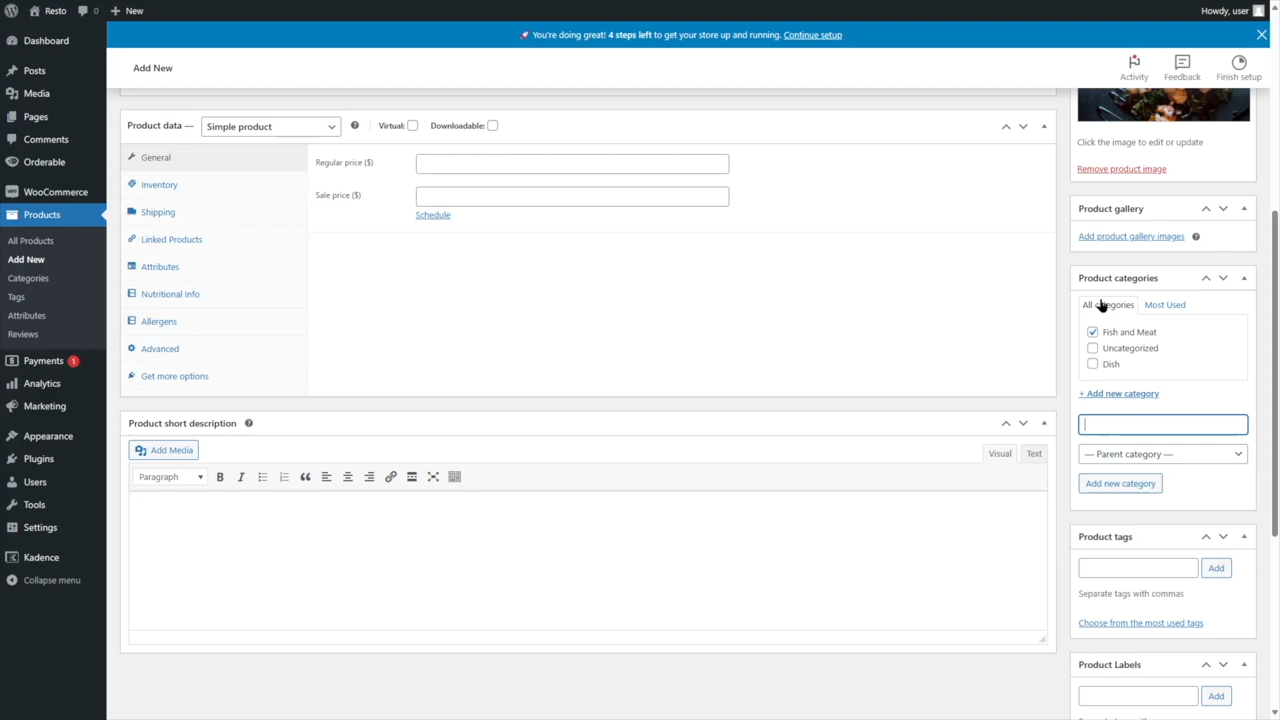 Resto 0 New Howdy, user
🚀 You're doing great! 4 steps left to get your store up and running. Continue setup
Dashboard
Posts
Media
Pages
Comments
Orderable
WooCommerce
Products
All Products
Add New
Categories
Tags
Attributes
Reviews
Payments 1
Analytics
Marketing
Appearance
Plugins
Users
Tools
Settings
Kadence
Collapse menu
Add New
Activity Feedback Finish setup
Product data — Simple product Virtual: Downloadable:
General
Inventory
Shipping
Linked Products
Attributes
Nutritional Info
Allergens
Advanced
Get more options
Regular price ($)
Sale price ($)
Schedule
Product short description
Add Media
Visual Text
Paragraph
Click the image to edit or update
Remove product image
Product gallery
Add product gallery images
Product categories
All categories Most Used
Fish and Meat
Uncategorized
Dish
+ Add new category
— Parent category —
Add new category
Product tags
Add
Separate tags with commas
Choose from the most used tags
Product Labels
Add